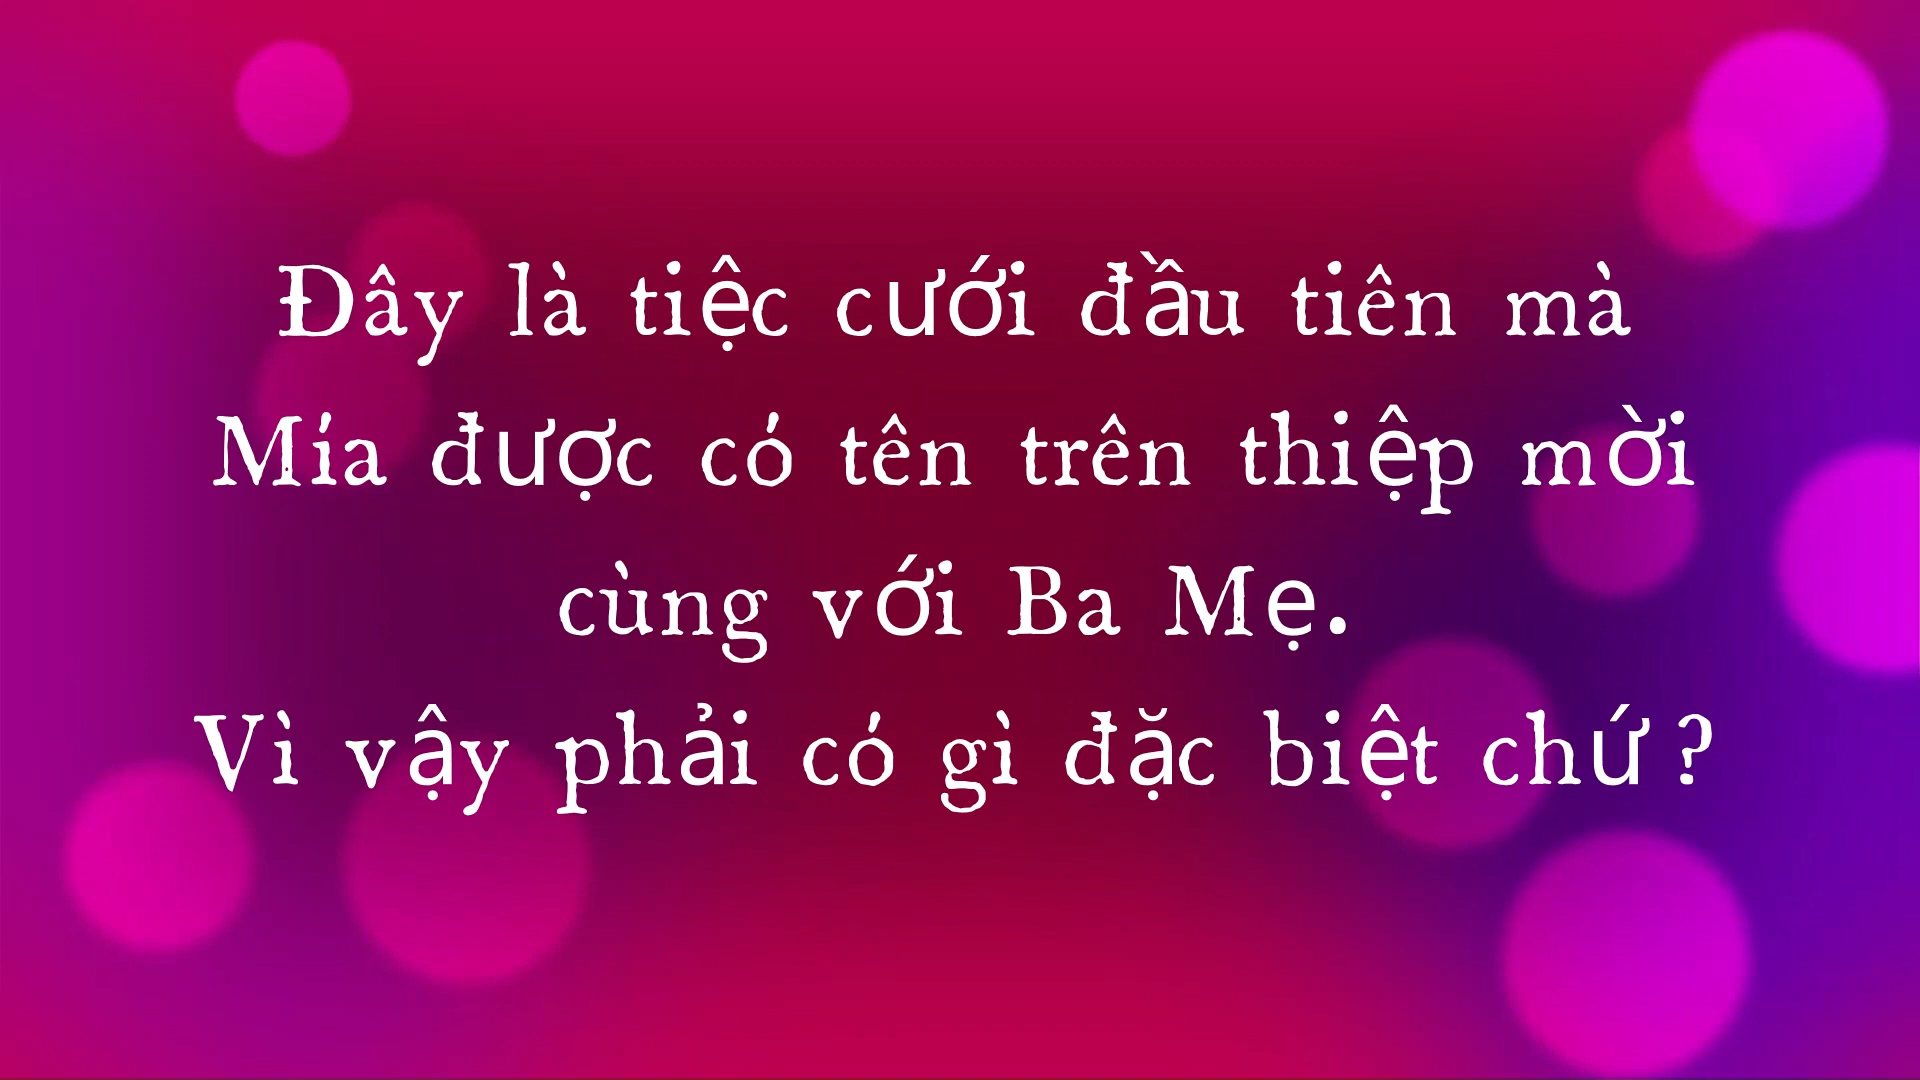 Đây là tiệc cưới đầu tiên mà
Mía được có tên trên thiệp mời
cùng với Ba Mẹ.
Vì vậy phải có gì đặc biệt chứ ?